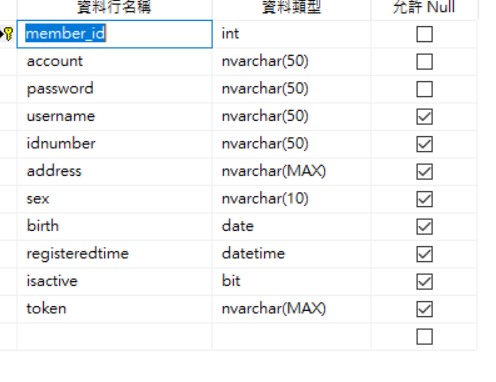 資料行名稱 資料類型 允許 Null
member_id int
account nvarchar(50)
password nvarchar(50)
username nvarchar(50)
idnumber nvarchar(50)
address nvarchar(MAX)
sex nvarchar(10)
birth date
registeredtime datetime
isactive bit
token nvarchar(MAX)